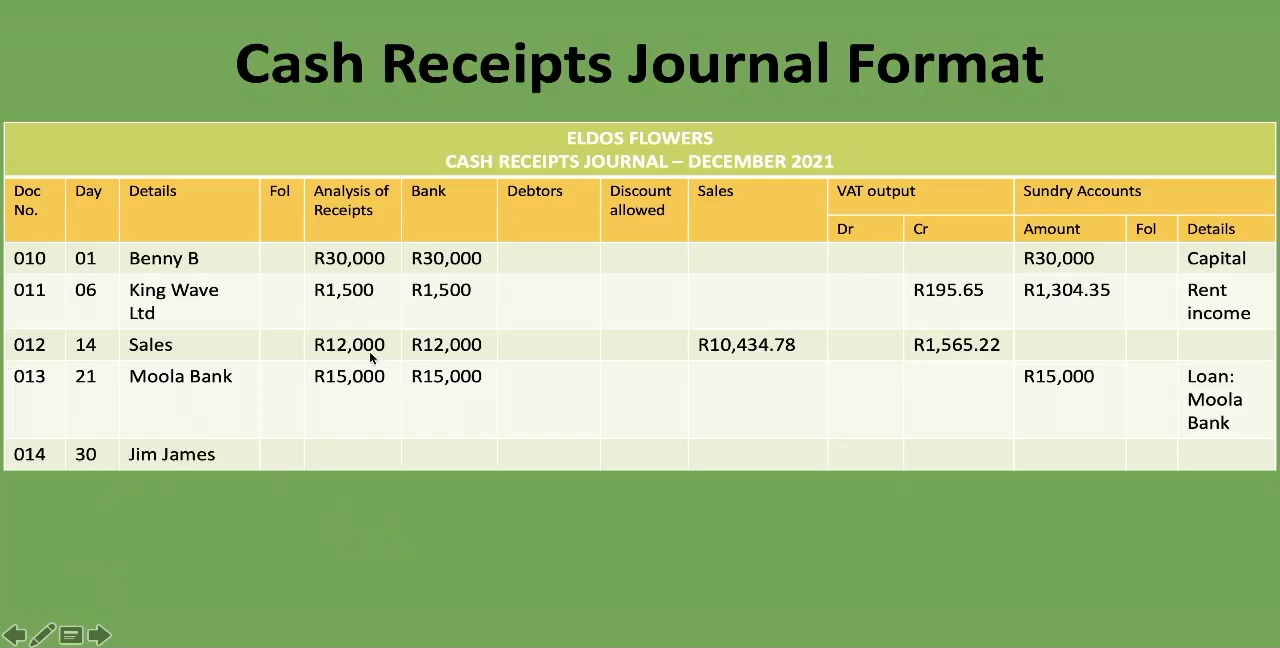 Cash Receipts Journal Format
ELDOS FLOWERS
CASH RECEIPTS JOURNAL – DECEMBER 2021
Doc No. Day Details Fol Analysis of Receipts Bank Debtors Discount allowed Sales VAT output Sundry Accounts
Dr Cr Amount Fol Details
010 01 Benny B R30,000 R30,000 R30,000 Capital
011 06 King Wave Ltd R1,500 R1,500 R195.65 R1,304.35 Rent income
012 14 Sales R12,000 R12,000 R10,434.78 R1,565.22
013 21 Moola Bank R15,000 R15,000 R15,000 Loan: Moola Bank
014 30 Jim James